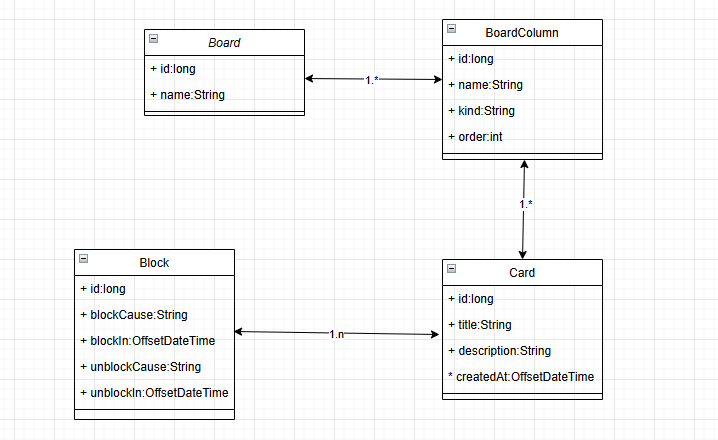 Board
+ id:long
+ name:String
1.*
BoardColumn
+ id:long
+ name:String
+ kind:String
+ order:int
1.*
Block
+ id:long
+ blockCause:String
+ blockIn:OffsetDateTime
+ unblockCause:String
+ unblockIn:OffsetDateTime
1.n
Card
+ id:long
+ title:String
+ description:String
* createdAt:OffsetDateTime